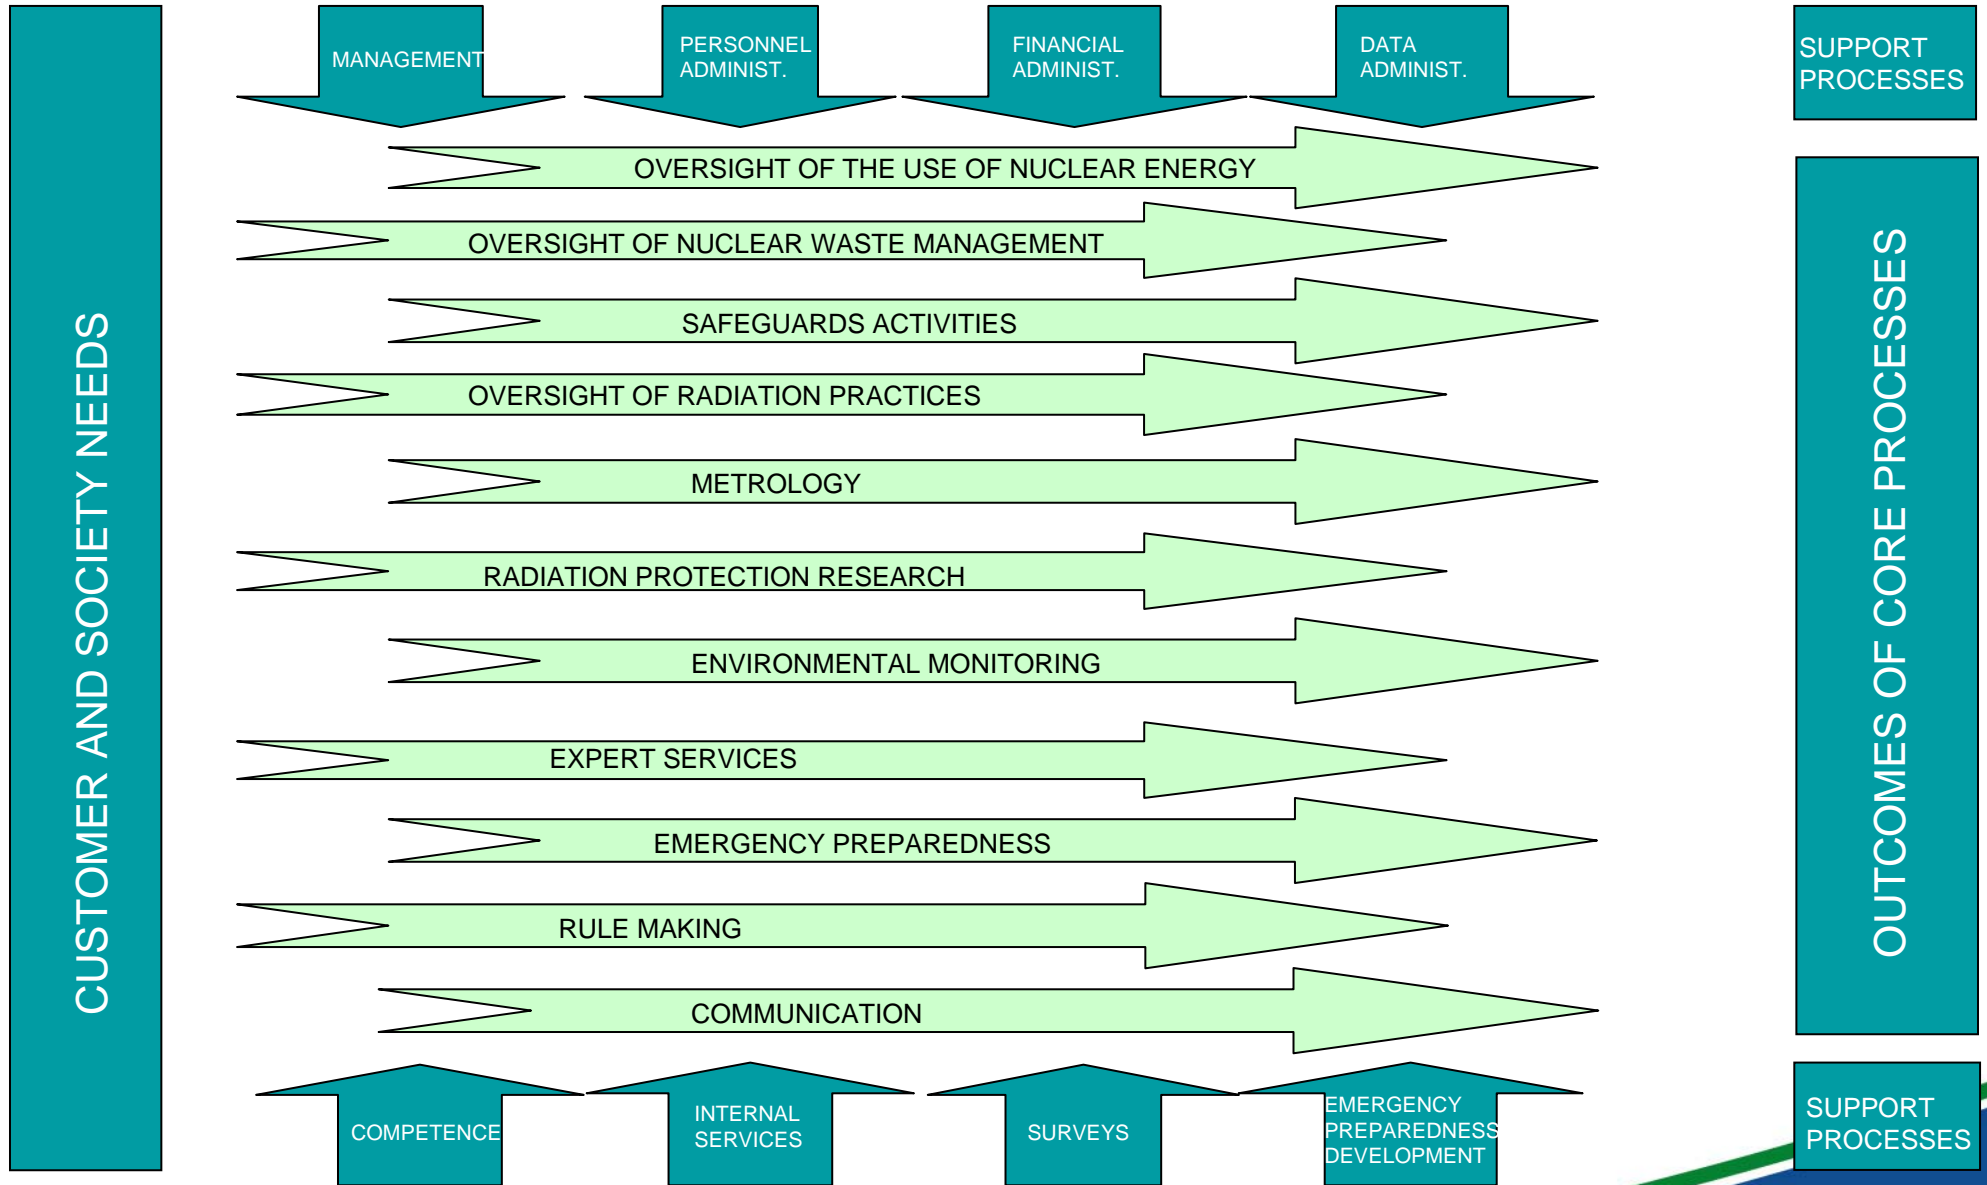 MANAGEMENT
PERSONNEL
ADMINIST.
FINANCIAL
ADMINIST.
DATA
ADMINIST.
SUPPORT
PROCESSES
CUSTOMER AND SOCIETY NEEDS
OVERSIGHT OF THE USE OF NUCLEAR ENERGY
OVERSIGHT OF NUCLEAR WASTE MANAGEMENT
SAFEGUARDS ACTIVITIES
OVERSIGHT OF RADIATION PRACTICES
METROLOGY
RADIATION PROTECTION RESEARCH
ENVIRONMENTAL MONITORING
EXPERT SERVICES
EMERGENCY PREPAREDNESS
RULE MAKING
COMMUNICATION
OUTCOMES OF CORE PROCESSES
COMPETENCE
INTERNAL
SERVICES
SURVEYS
EMERGENCY
PREPAREDNESS
DEVELOPMENT
SUPPORT
PROCESSES